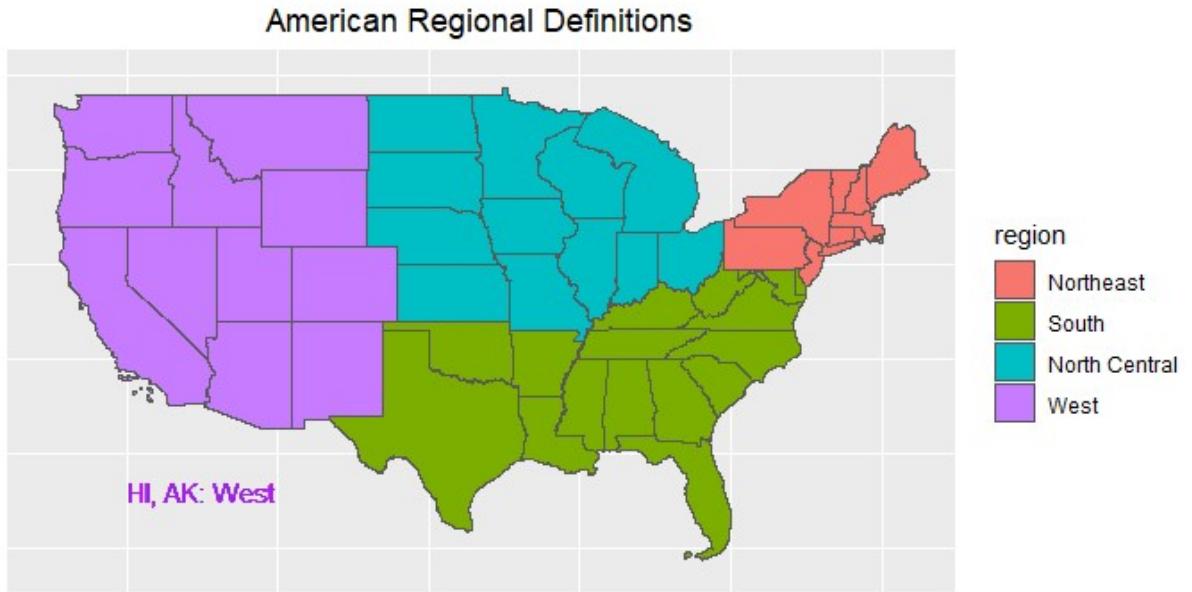 American Regional Definitions
region
Northeast
South
North Central
West
HI, AK: West